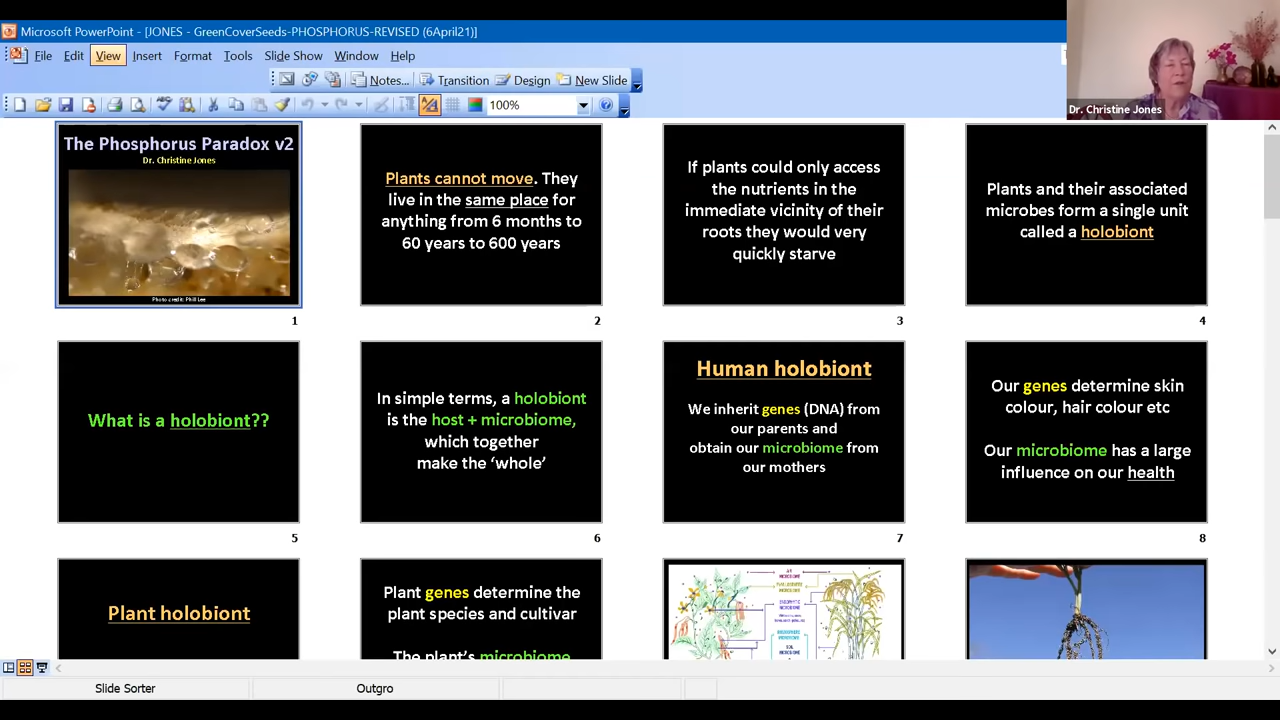 Microsoft PowerPoint - [JONES - GreenCoverSeeds-PHOSPHORUS-REVISED (6April21)]
File Edit View Insert Format Tools Slide Show Window Help
Notes... Transition Design New Slide
100%
Dr. Christine Jones
The Phosphorus Paradox v2
Dr. Christine Jones
Photo credit: Phill Lee
1
Plants cannot move. They
live in the same place for
anything from 6 months to
60 years to 600 years
2
If plants could only access
the nutrients in the
immediate vicinity of their
roots they would very
quickly starve
3
Plants and their associated
microbes form a single unit
called a holobiont
4
What is a holobiont??
5
In simple terms, a holobiont
is the host + microbiome,
which together
make the ‘whole’
6
Human holobiont
We inherit genes (DNA) from
our parents and
obtain our microbiome from
our mothers
7
Our genes determine skin
colour, hair colour etc
Our microbiome has a large
influence on our health
8
Plant holobiont
Plant genes determine the
plant species and cultivar
The plant's microbiome
Slide Sorter
Outgro